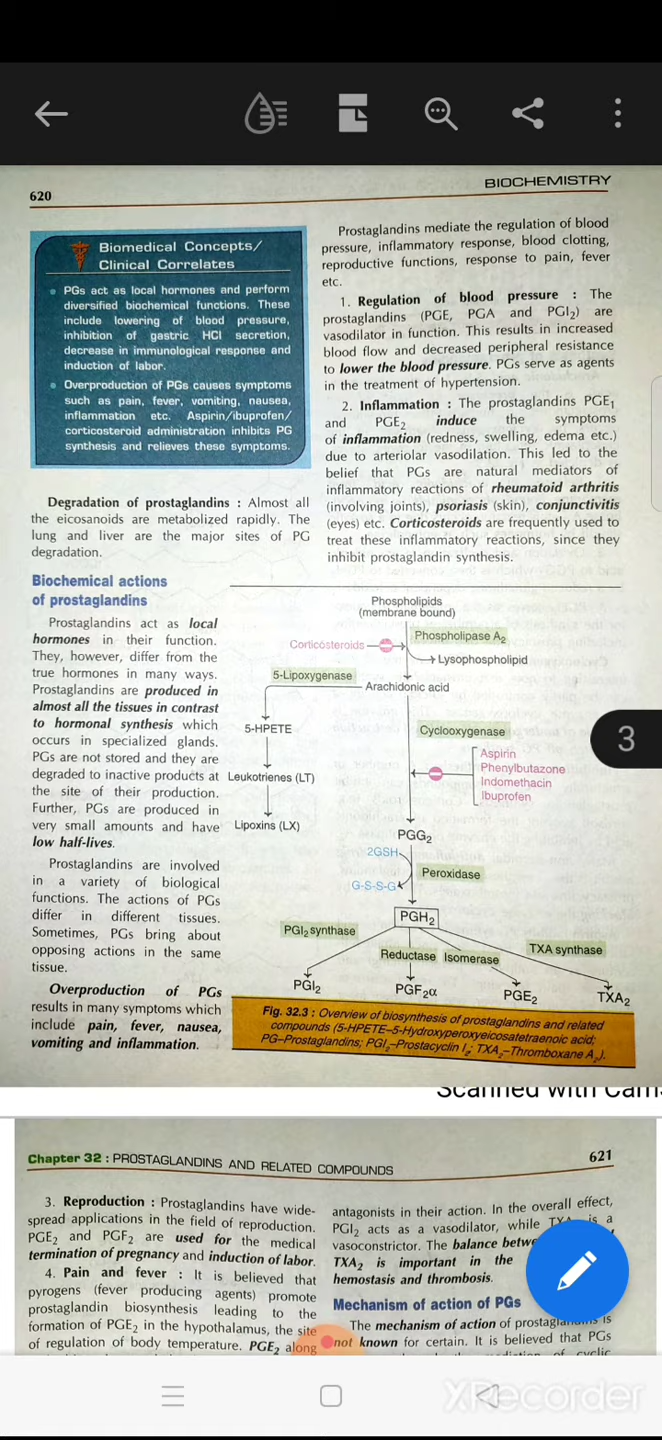 620
BIOCHEMISTRY
Biomedical Concepts/
Clinical Correlates
• PGs act as local hormones and perform
diversified biochemical functions. These
include lowering of blood pressure,
inhibition of gastric HCl secretion,
decrease in immunological response and
induction of labor.
• Overproduction of PGs causes symptoms
such as pain, fever, vomiting, nausea,
inflammation etc. Aspirin/ibuprofen/
corticosteroid administration inhibits PG
synthesis and relieves these symptoms.
Degradation of prostaglandins : Almost all
the eicosanoids are metabolized rapidly. The
lung and liver are the major sites of PG
degradation.
Biochemical actions
of prostaglandins
Prostaglandins act as local
hormones in their function.
They, however, differ from the
true hormones in many ways.
Prostaglandins are produced in
almost all the tissues in contrast
to hormonal synthesis which
occurs in specialized glands.
PGs are not stored and they are
degraded to inactive products at
the site of their production.
Further, PGs are produced in
very small amounts and have
low half-lives.
Prostaglandins are involved
in a variety of biological
functions. The actions of PGs
differ in different tissues.
Sometimes, PGs bring about
opposing actions in the same
tissue.
Overproduction of PGs
results in many symptoms which
include pain, fever, nausea,
vomiting and inflammation.
Prostaglandins mediate the regulation of blood
pressure, inflammatory response, blood clotting,
reproductive functions, response to pain, fever
etc.
1. Regulation of blood pressure : The
prostaglandins (PGE, PGA and PGI₂) are
vasodilator in function. This results in increased
blood flow and decreased peripheral resistance
to lower the blood pressure. PGs serve as agents
in the treatment of hypertension.
2. Inflammation : The prostaglandins PGE₁
and PGE₂ induce the symptoms
of inflammation (redness, swelling, edema etc.)
due to arteriolar vasodilation. This led to the
belief that PGs are natural mediators of
inflammatory reactions of rheumatoid arthritis
(involving joints), psoriasis (skin), conjunctivitis
(eyes) etc. Corticosteroids are frequently used to
treat these inflammatory reactions, since they
inhibit prostaglandin synthesis.
Phospholipids
(membrane bound)
Corticosteroids
Phospholipase A₂
Lysophospholipid
5-Lipoxygenase
Arachidonic acid
5-HPETE
Cyclooxygenase
Aspirin
Phenylbutazone
Indomethacin
Ibuprofen
Leukotrienes (LT)
Lipoxins (LX)
PGG₂
2GSH
Peroxidase
G-S-S-G
PGH₂
PGI₂ synthase
Reductase
Isomerase
TXA synthase
PGI₂
PGF₂α
PGE₂
TXA₂
Fig. 32.3 : Overview of biosynthesis of prostaglandins and related
compounds (5-HPETE–5-Hydroxyperoxyeicosatetraenoic acid;
PG–Prostaglandins; PGI₂–Prostacyclin I₂; TXA₂–Thromboxane A₂).
3
Scanned with Cam
Chapter 32 : PROSTAGLANDINS AND RELATED COMPOUNDS
621
3. Reproduction : Prostaglandins have wide-
spread applications in the field of reproduction.
PGE₂ and PGF₂ are used for the medical
termination of pregnancy and induction of labor.
4. Pain and fever : It is believed that
pyrogens (fever producing agents) promote
prostaglandin biosynthesis leading to the
formation of PGE₂ in the hypothalamus, the site
of regulation of body temperature. PGE₂ along
antagonists in their action. In the overall effect,
PGI₂ acts as a vasodilator, while is a
vasoconstrictor. The balance
TXA₂ is important in the
hemostasis and thrombosis.
Mechanism of action of PGs
The mechanism of action of is
not known for certain. It is believed that PGs
of cyclic
XRecorder